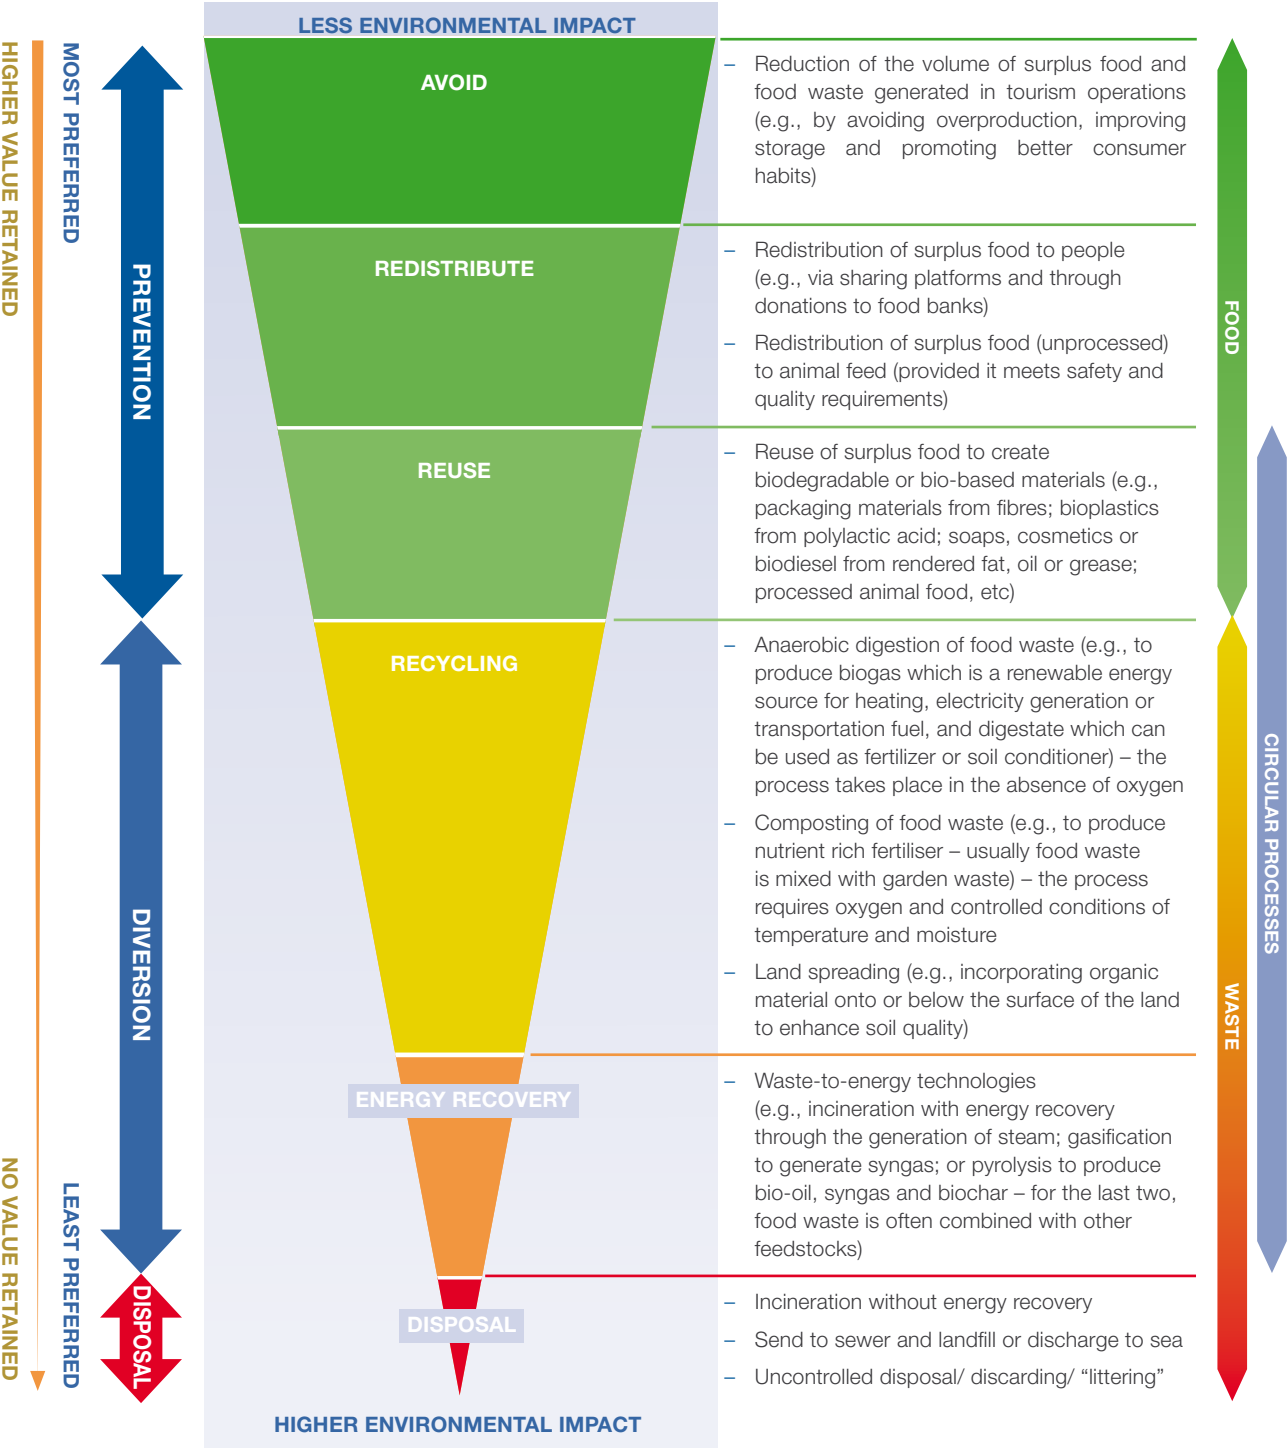 LESS ENVIRONMENTAL IMPACT
HIGHER VALUE RETAINED
MOST PREFERRED
PREVENTION
AVOID
– Reduction of the volume of surplus food and
food waste generated in tourism operations
(e.g., by avoiding overproduction, improving
storage and promoting better consumer
habits)
REDISTRIBUTE
– Redistribution of surplus food to people
(e.g., via sharing platforms and through
donations to food banks)
– Redistribution of surplus food (unprocessed)
to animal feed (provided it meets safety and
quality requirements)
FOOD
REUSE
– Reuse of surplus food to create
biodegradable or bio-based materials (e.g.,
packaging materials from fibres; bioplastics
from polylactic acid; soaps, cosmetics or
biodiesel from rendered fat, oil or grease;
processed animal food, etc)
DIVERSION
RECYCLING
– Anaerobic digestion of food waste (e.g., to
produce biogas which is a renewable energy
source for heating, electricity generation or
transportation fuel, and digestate which can
be used as fertilizer or soil conditioner) – the
process takes place in the absence of oxygen
– Composting of food waste (e.g., to produce
nutrient rich fertiliser – usually food waste
is mixed with garden waste) – the process
requires oxygen and controlled conditions of
temperature and moisture
– Land spreading (e.g., incorporating organic
material onto or below the surface of the land
to enhance soil quality)
CIRCULAR PROCESSES
WASTE
ENERGY RECOVERY
– Waste-to-energy technologies
(e.g., incineration with energy recovery
through the generation of steam; gasification
to generate syngas; or pyrolysis to produce
bio-oil, syngas and biochar – for the last two,
food waste is often combined with other
feedstocks)
NO VALUE RETAINED
LEAST PREFERRED
DISPOSAL
DISPOSAL
– Incineration without energy recovery
– Send to sewer and landfill or discharge to sea
– Uncontrolled disposal/ discarding/ “littering”
HIGHER ENVIRONMENTAL IMPACT